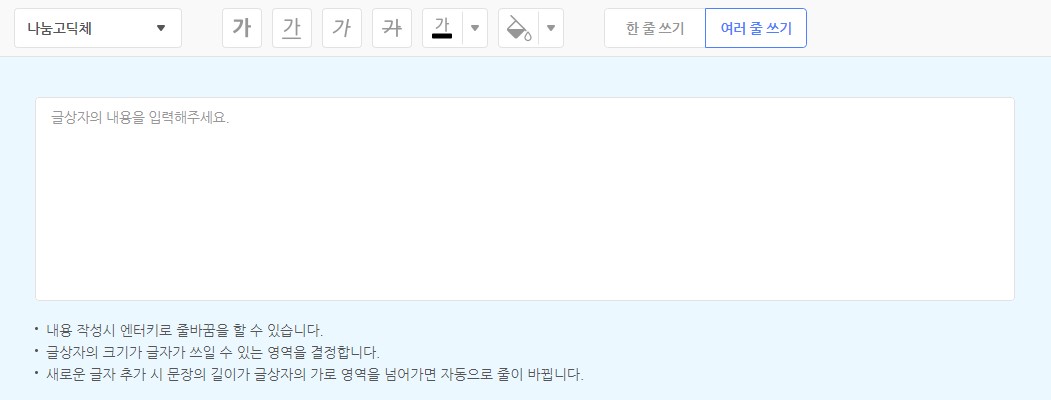 나눔고딕체
가 가 가 가 가
한 줄 쓰기 여러 줄 쓰기
글상자의 내용을 입력해주세요.
• 내용 작성시 엔터키로 줄바꿈을 할 수 있습니다.
• 글상자의 크기가 글자가 쓰일 수 있는 영역을 결정합니다.
• 새로운 글자 추가 시 문장의 길이가 글상자의 가로 영역을 넘어가면 자동으로 줄이 바뀝니다.